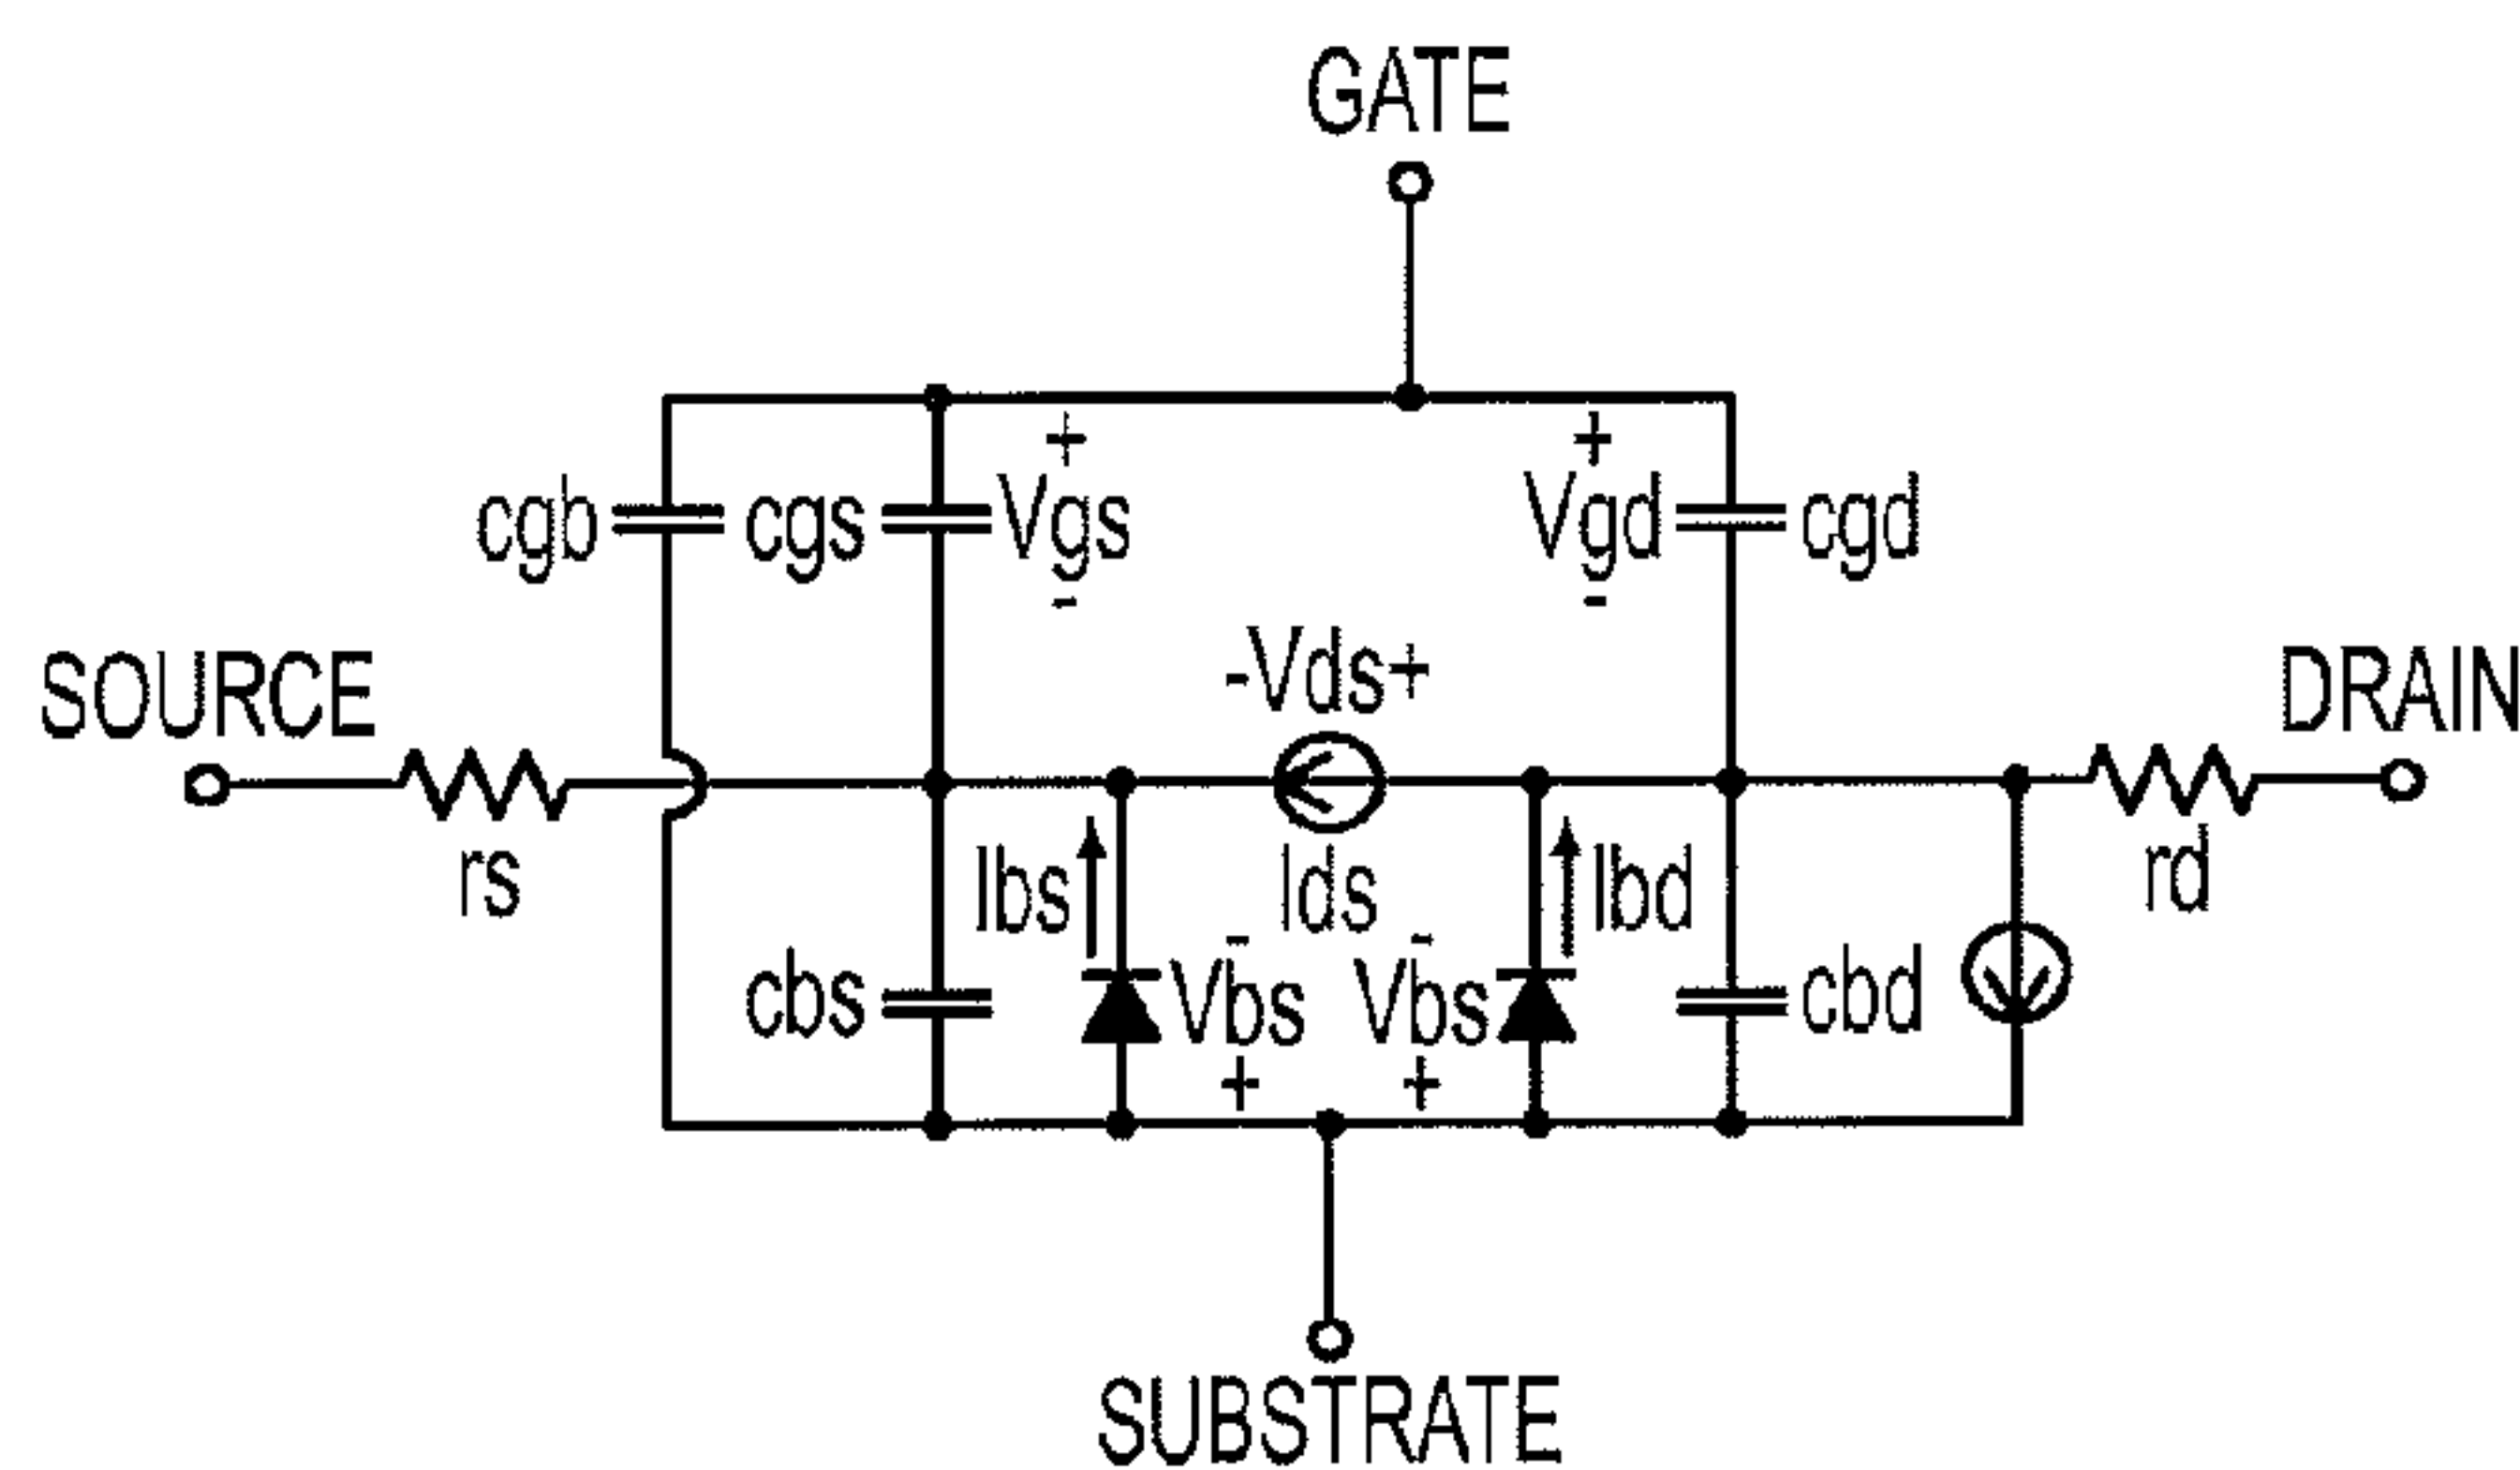 GATE
+
+
cgb
cgs
Vgs
Vgd
cgd
-
-
SOURCE
-Vds+
DRAIN
rs
Ibs
Ids
Ibd
rd
-
-
cbs
Vbs
Vbs
cbd
+
+
SUBSTRATE